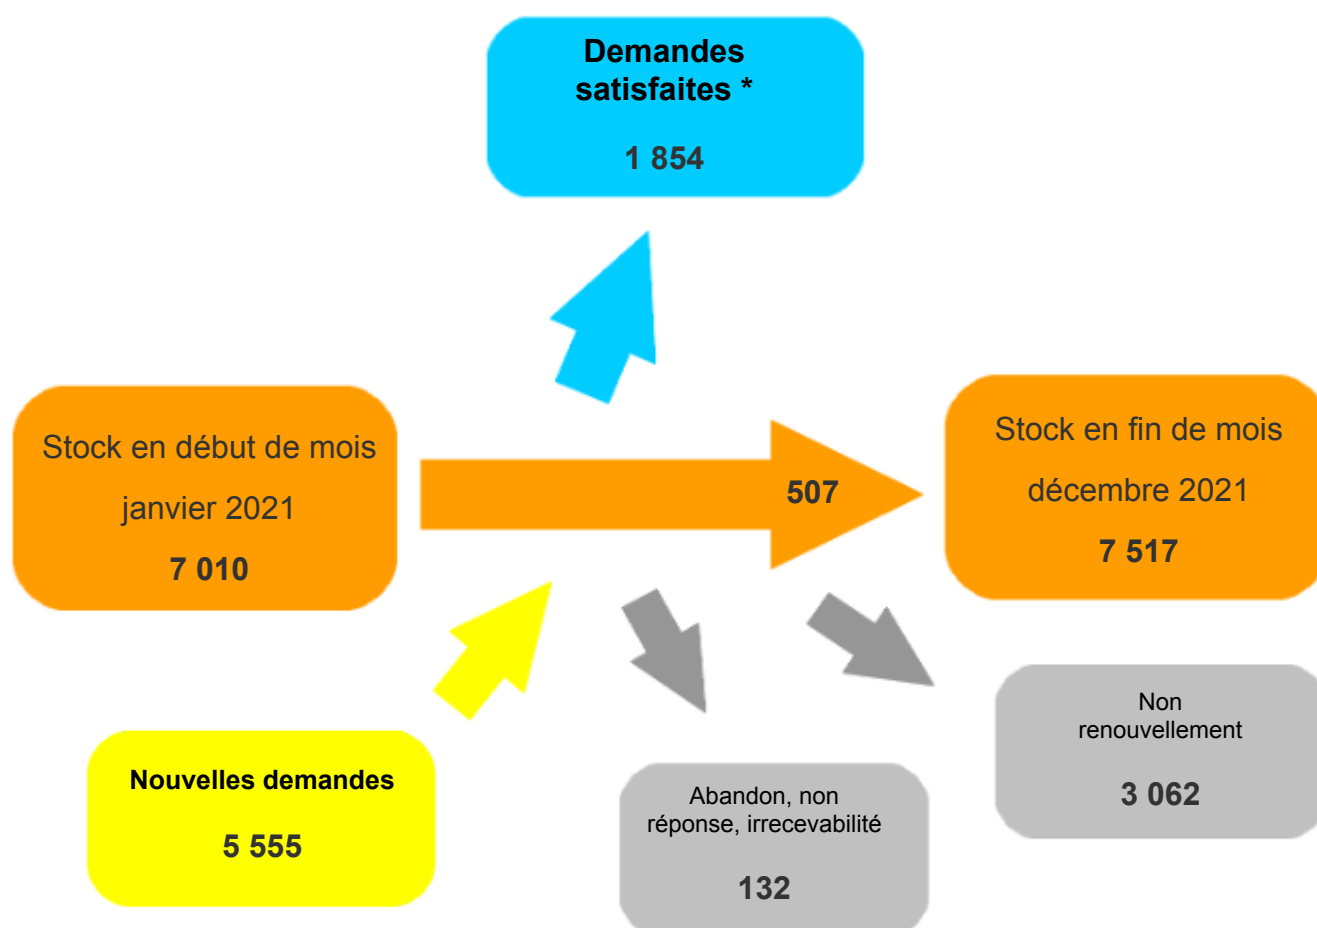 Demandes
satisfaites *
1 854
Stock en début de mois
janvier 2021
7 010
507
Stock en fin de mois
décembre 2021
7 517
Nouvelles demandes
5 555
Abandon, non
réponse, irrecevabilité
132
Non
renouvellement
3 062